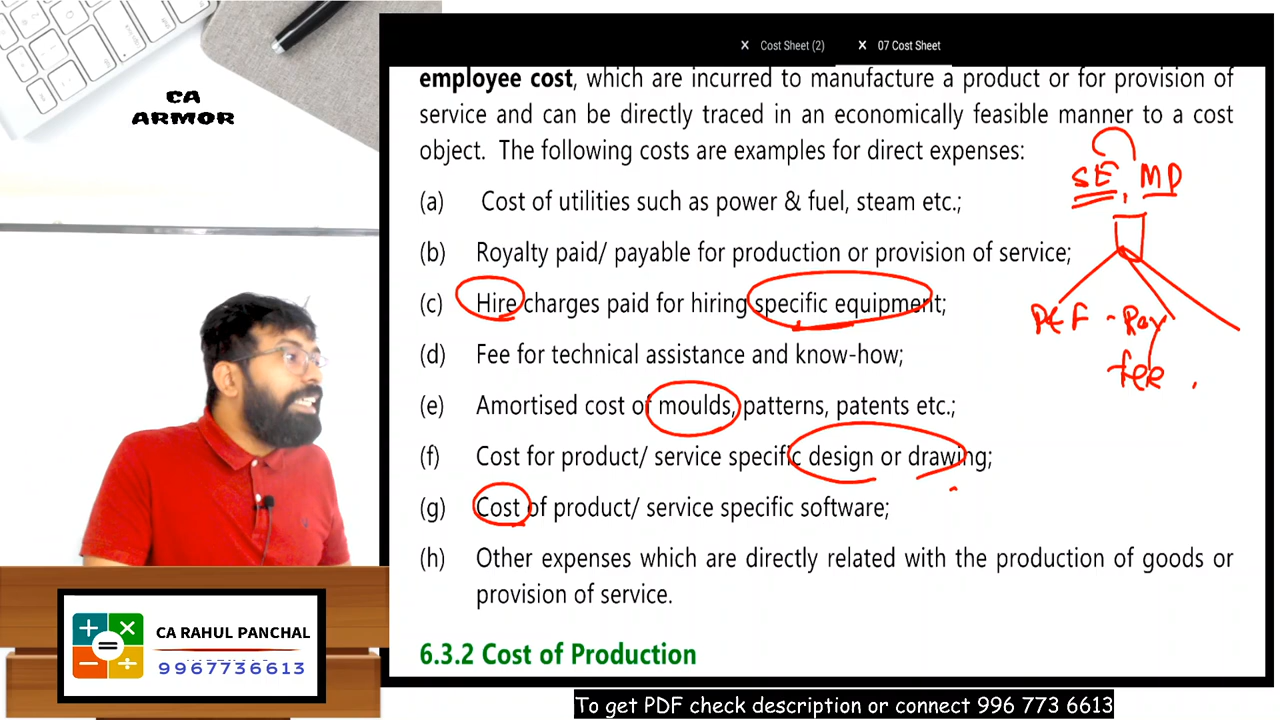 CA
ARMOR
Cost Sheet (2)
07 Cost Sheet
employee cost, which are incurred to manufacture a product or for provision of
service and can be directly traced in an economically feasible manner to a cost
object. The following costs are examples for direct expenses:
(a) Cost of utilities such as power & fuel, steam etc.;
(b) Royalty paid/ payable for production or provision of service;
(c) Hire charges paid for hiring specific equipment;
(d) Fee for technical assistance and know-how;
(e) Amortised cost of moulds, patterns, patents etc.;
(f) Cost for product/ service specific design or drawing;
(g) Cost of product/ service specific software;
(h) Other expenses which are directly related with the production of goods or
provision of service.
6.3.2 Cost of Production
SE, MD
P&F - Roy
fee
CA RAHUL PANCHAL
9967736613
To get PDF check description or connect 996 773 6613